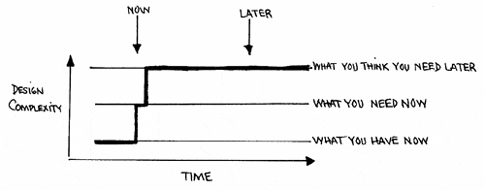 NOW
LATER
WHAT YOU THINK YOU NEED LATER
DESIGN
COMPLEXITY
WHAT YOU NEED NOW
WHAT YOU HAVE NOW
TIME